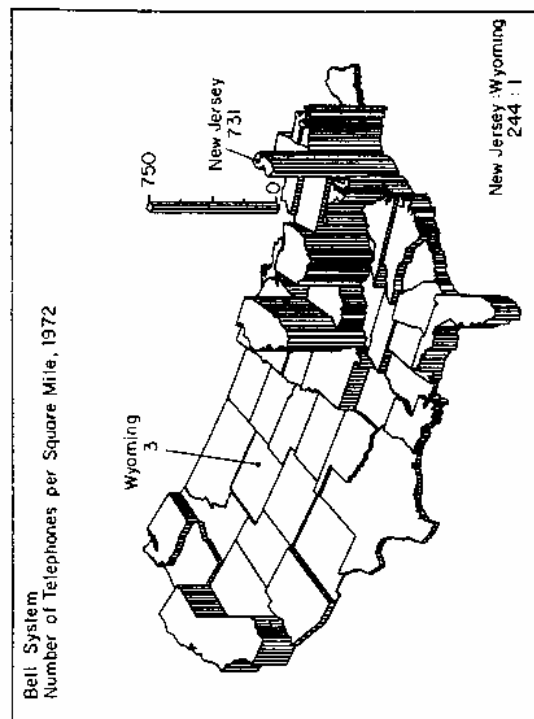 Bell System
Number of Telephones per Square Mile, 1972
Wyoming
3
750
0
New Jersey
731
New Jersey:Wyoming
244:1